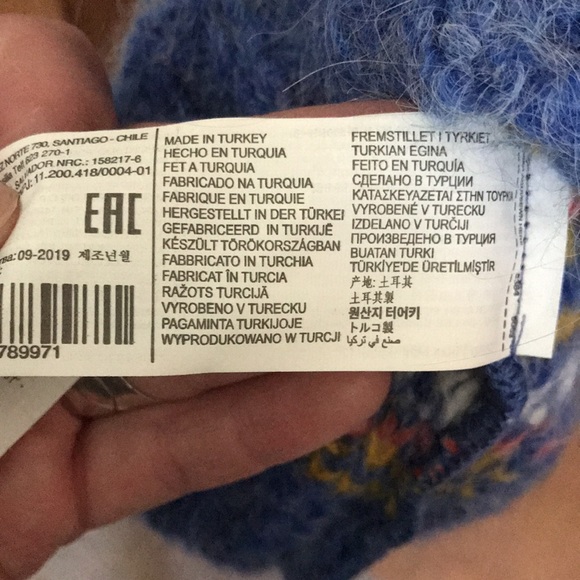 NORTE 730, SANTIAGO - CHILE
Tel 623 270-1
ADOR NRC.: 158217-6
11.200.418/0004-01
EAC
09-2019 제조년월
789971
MADE IN TURKEY
HECHO EN TURQUIA
FET A TURQUIA
FABRICADO NA TURQUIA
FABRIQUE EN TURQUIE
HERGESTELLT IN DER TÜRKEI
GEFABRICEERD IN TURKIJË
KÉSZÜLT TÖRÖKORSZÁGBAN
FABBRICATO IN TURCHIA
FABRICAT ÎN TURCIA
RAŽOTS TURCIJĀ
VYROBENO V TURECKU
PAGAMINTA TURKIJOJE
WYPRODUKOWANO W TURCJI
FREMSTILLET I TYRKIET
TURKIAN EGINA
FEITO EN TURQUÍA
СДЕЛАНО В ТУРЦИИ
ΚΑΤΑΣΚΕΥΑΖΕΤΑΙ ΣΤΗΝ ΤΟΥΡΚΙ
VYROBENÉ V TURECKU
IZDELANO V TURČIJI
ПРОИЗВЕДЕНО В ТУРЦИЯ
BUATAN TURKI
TÜRKİYE'DE ÜRETİLMİŞTİR
产地: 土耳其
土耳其製
원산지 터어키
トルコ製
صنع في تركيا